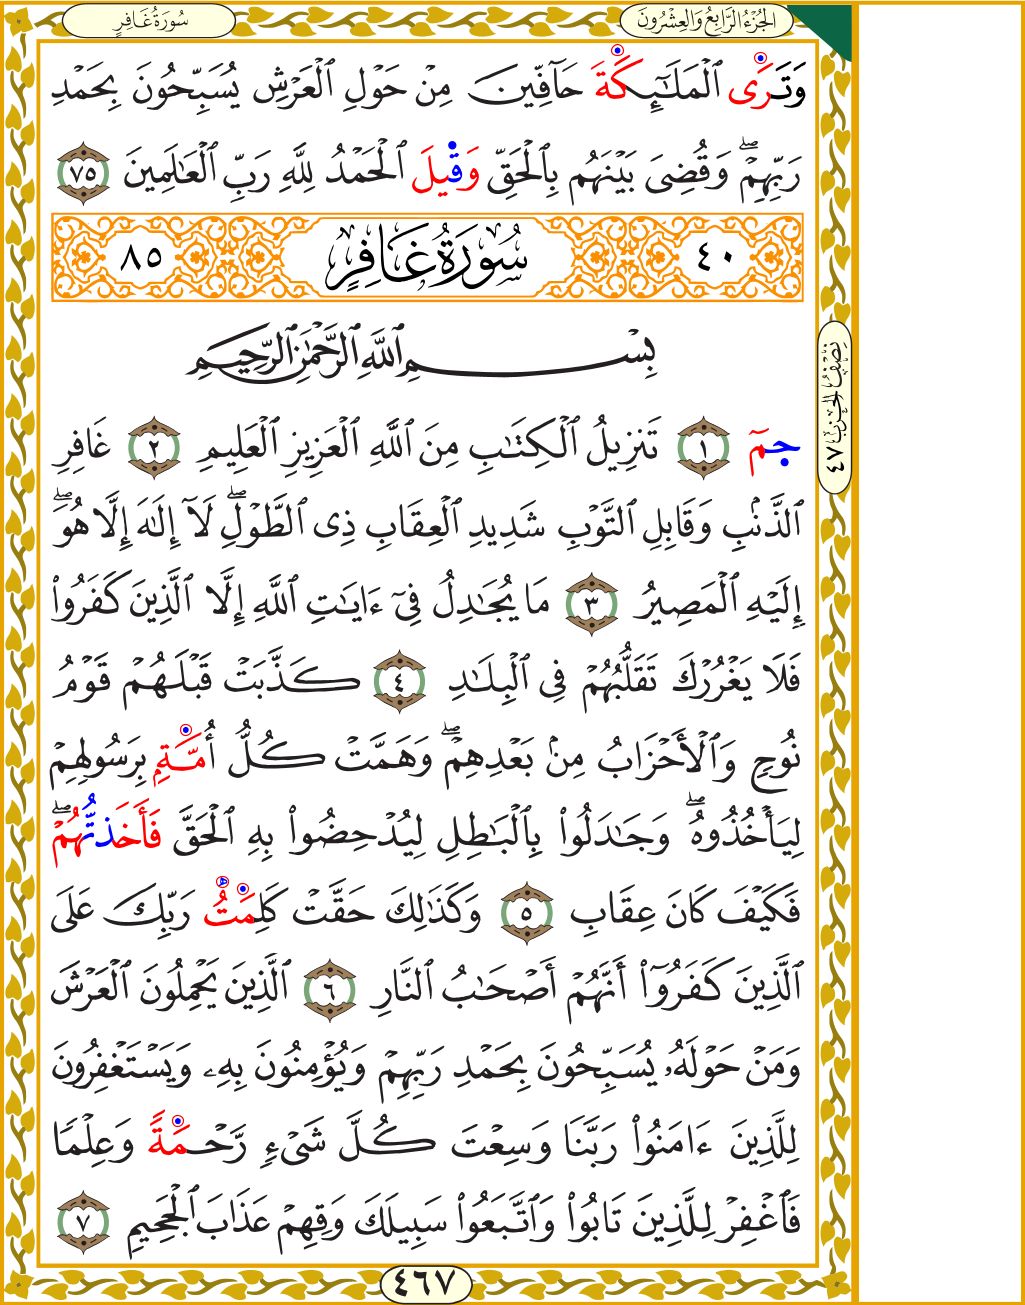 سُورَةُ غَافِرٍ
الجُزْءُ الرَّابِعُ وَالعِشْرُونَ
وَتَرَى ٱلْمَلَـٰٓئِكَةَ حَآفِّينَ مِنْ حَوْلِ ٱلْعَرْشِ يُسَبِّحُونَ بِحَمْدِ
رَبِّهِمْ ۖ وَقُضِىَ بَيْنَهُم بِٱلْحَقِّ وَقِيلَ ٱلْحَمْدُ لِلَّهِ رَبِّ ٱلْعَـٰلَمِينَ ٧٥
٤٠ سُورَةُ غَافِرٍ ٨٥
بِسْمِ ٱللَّهِ ٱلرَّحْمَـٰنِ ٱلرَّحِيمِ
حمٓ ١ تَنزِيلُ ٱلْكِتَـٰبِ مِنَ ٱللَّهِ ٱلْعَزِيزِ ٱلْعَلِيمِ ٢ غَافِرِ
ٱلذَّنۢبِ وَقَابِلِ ٱلتَّوْبِ شَدِيدِ ٱلْعِقَابِ ذِى ٱلطَّوْلِ ۖ لَآ إِلَـٰهَ إِلَّا هُوَ ۖ
إِلَيْهِ ٱلْمَصِيرُ ٣ مَا يُجَـٰدِلُ فِىٓ ءَايَـٰتِ ٱللَّهِ إِلَّا ٱلَّذِينَ كَفَرُوا۟
فَلَا يَغْرُرْكَ تَقَلُّبُهُمْ فِى ٱلْبِلَـٰدِ ٤ كَذَّبَتْ قَبْلَهُمْ قَوْمُ
نُوحٍ وَٱلْأَحْزَابُ مِنۢ بَعْدِهِمْ ۖ وَهَمَّتْ كُلُّ أُمَّةٍۭ بِرَسُولِهِمْ
لِيَأْخُذُوهُ ۖ وَجَـٰدَلُوا۟ بِٱلْبَـٰطِلِ لِيُدْحِضُوا۟ بِهِ ٱلْحَقَّ فَأَخَذتُّهُمْ ۖ
فَكَيْفَ كَانَ عِقَابِ ٥ وَكَذَٰلِكَ حَقَّتْ كَلِمَتُ رَبِّكَ عَلَى
ٱلَّذِينَ كَفَرُوٓا۟ أَنَّهُمْ أَصْحَـٰبُ ٱلنَّارِ ٦ ٱلَّذِينَ يَحْمِلُونَ ٱلْعَرْشَ
وَمَنْ حَوْلَهُۥ يُسَبِّحُونَ بِحَمْدِ رَبِّهِمْ وَيُؤْمِنُونَ بِهِۦ وَيَسْتَغْفِرُونَ
لِلَّذِينَ ءَامَنُوا۟ رَبَّنَا وَسِعْتَ كُلَّ شَىْءٍ رَّحْمَةً وَعِلْمًا
فَٱغْفِرْ لِلَّذِينَ تَابُوا۟ وَٱتَّبَعُوا۟ سَبِيلَكَ وَقِهِمْ عَذَابَ ٱلْجَحِيمِ ٧
نِصْفُ الحِزْبِ ٤٧
٤٦٧